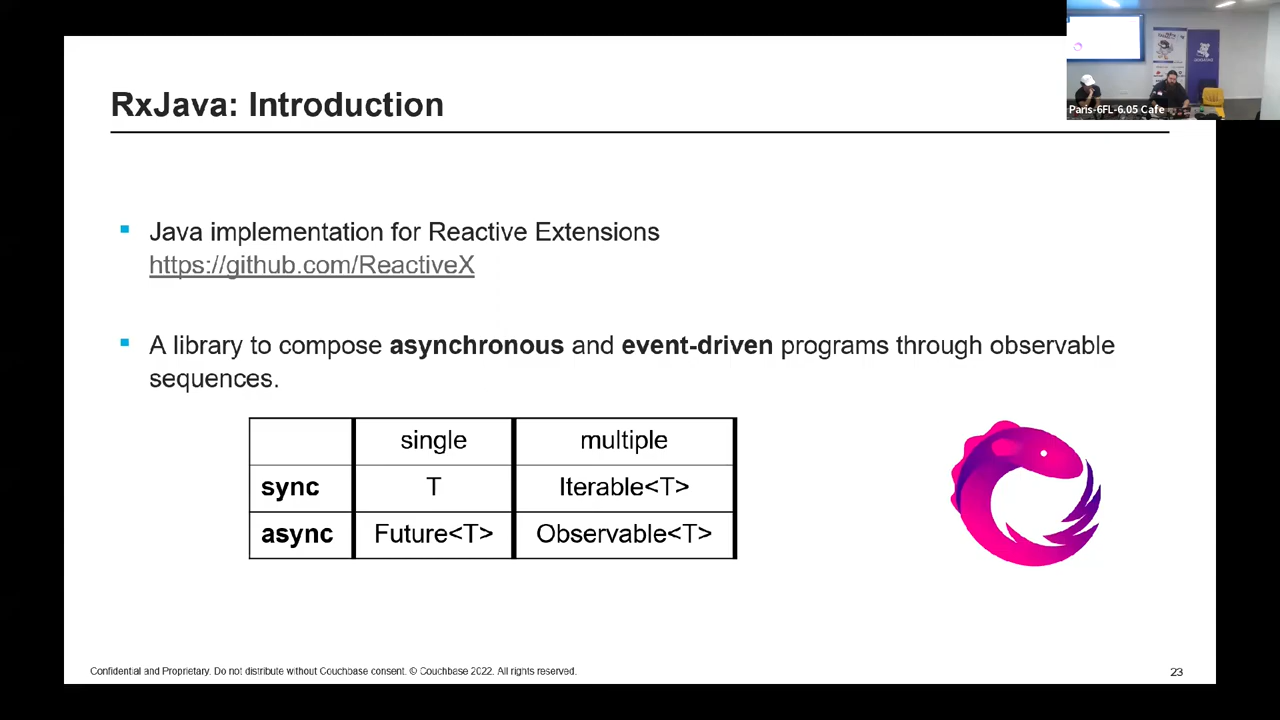 RxJava: Introduction
Paris-6FL-6.05 Cafe
▪ Java implementation for Reactive Extensions
https://github.com/ReactiveX
▪ A library to compose asynchronous and event-driven programs through observable
sequences.
single multiple
sync T Iterable<T>
async Future<T> Observable<T>
Confidential and Proprietary. Do not distribute without Couchbase consent. © Couchbase 2022. All rights reserved.
23